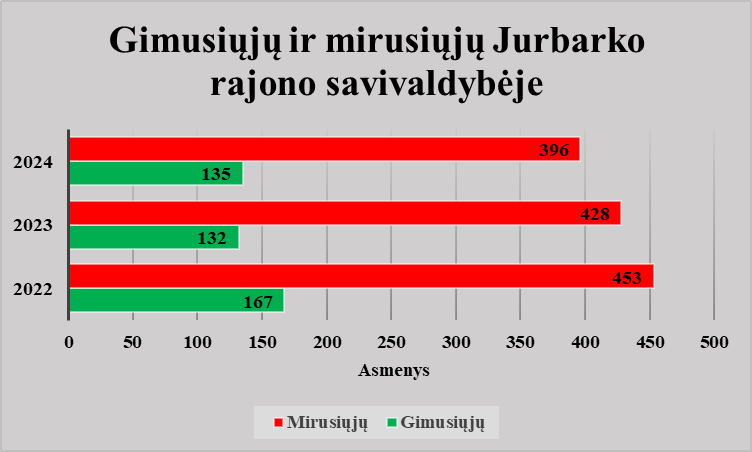 Gimusiųjų ir mirusiųjų Jurbarko
rajono savivaldybėje
2024
396
135
2023
428
132
2022
453
167
0 50 100 150 200 250 300 350 400 450 500
Asmenys
Mirusiųjų Gimusiųjų